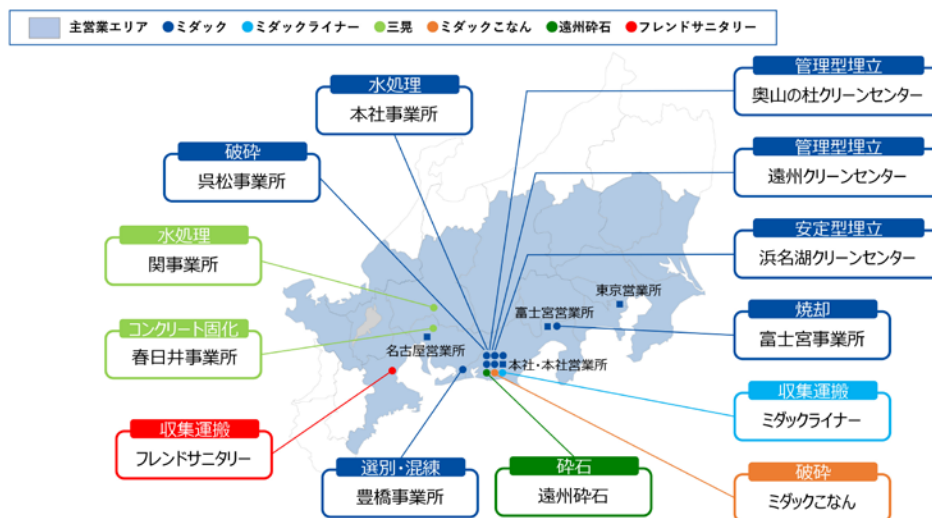 主営業エリア ●ミダック ●ミダックライナー ●三晃 ●ミダックこなん ●遠州砕石 ●フレンドサニタリー
水処理
本社事業所
管理型埋立
奥山の杜クリーンセンター
破砕
呉松事業所
管理型埋立
遠州クリーンセンター
水処理
関事業所
安定型埋立
浜名湖クリーンセンター
東京営業所
富士宮営業所
焼却
富士宮事業所
コンクリート固化
春日井事業所
名古屋営業所
本社・本社営業所
収集運搬
ミダックライナー
収集運搬
フレンドサニタリー
選別・混練
豊橋事業所
砕石
遠州砕石
破砕
ミダックこなん